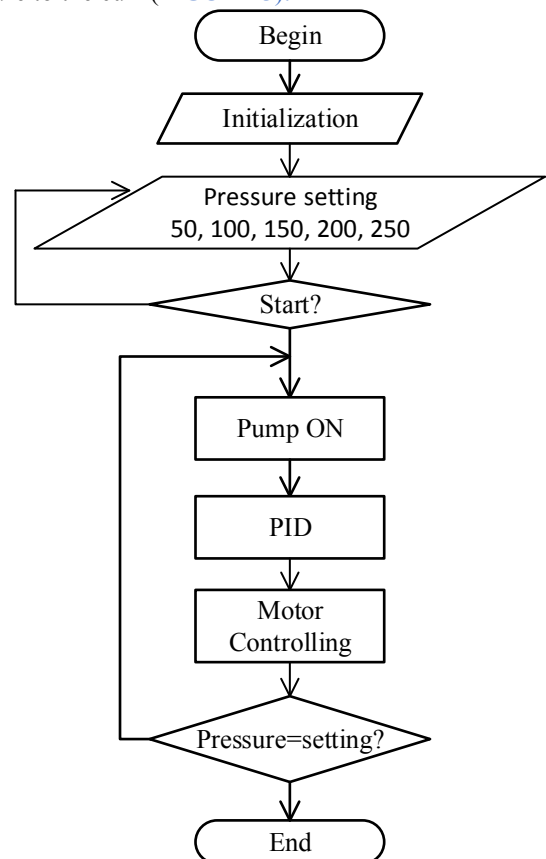 Begin
Initialization
Pressure setting
50, 100, 150, 200, 250
Start?
Pump ON
PID
Motor
Controlling
Pressure=setting?
End